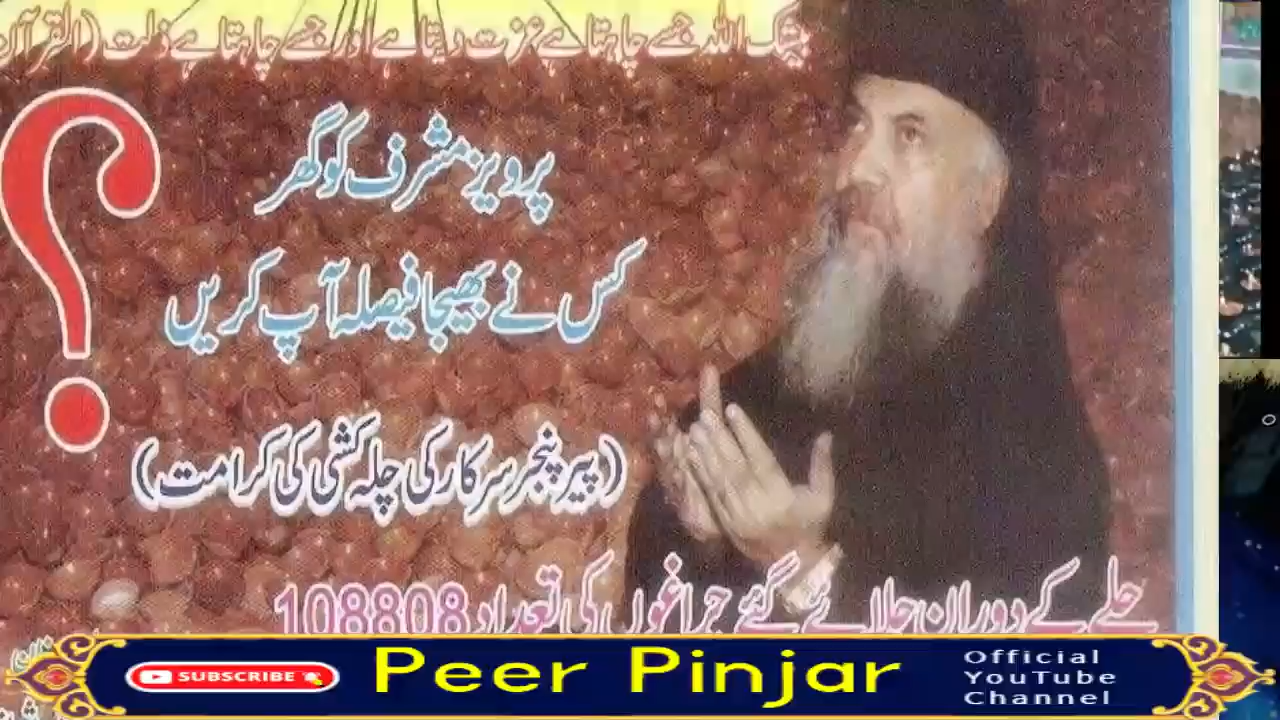 بیشک اللہ جسے چاہتا ہے عزت دیتا ہے اور جسے چاہتا ہے ذلت (القرآن
؟
پرویز مشرف کو گھر
کس نے بھیجا فیصلہ آپ کریں
(پیر پنجر سرکار کی چلہ کشی کی کرامت)
چلے کے دوران جلائے گئے چراغوں کی تعداد 108808
SUBSCRIBE
Peer Pinjar
Official
YouTube
Channel